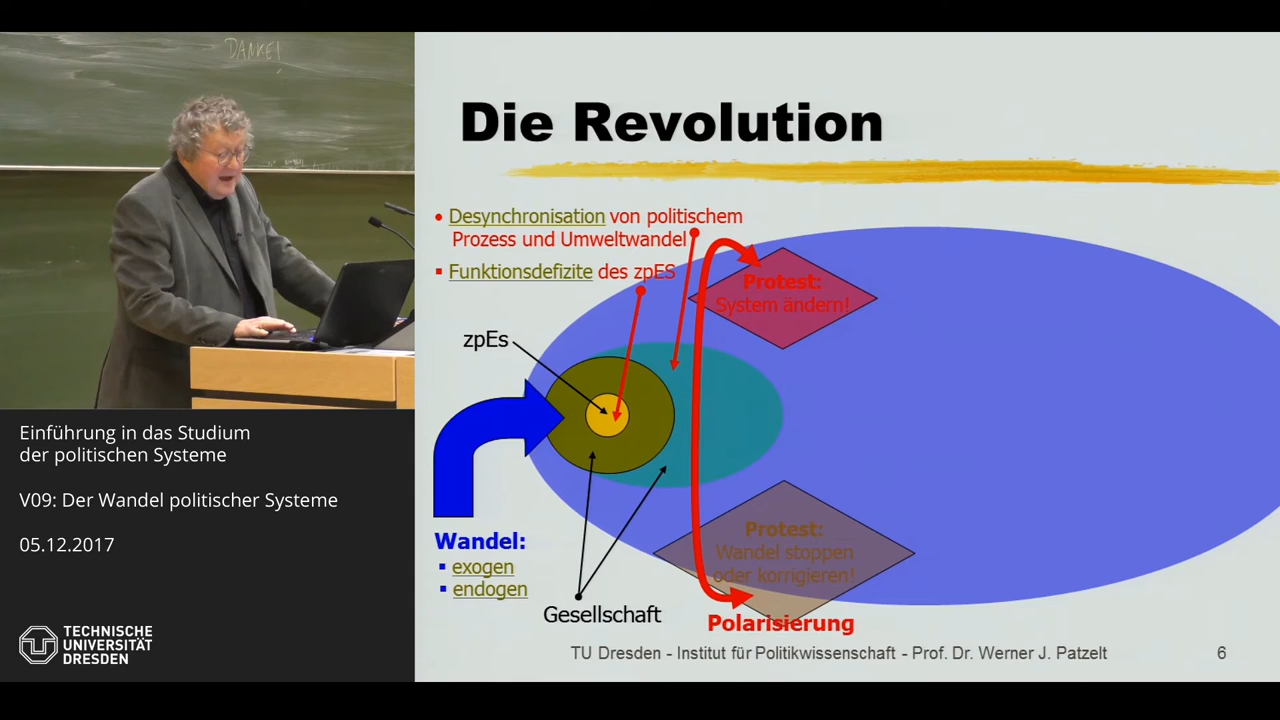 DANKE!
Einführung in das Studium
der politischen Systeme
V09: Der Wandel politischer Systeme
05.12.2017
TECHNISCHE
UNIVERSITÄT
DRESDEN
Die Revolution
• Desynchronisation von politischem
Prozess und Umweltwandel
▪ Funktionsdefizite des zpES
Protest:
System ändern!
zpEs
Protest:
Wandel stoppen
oder korrigieren!
Wandel:
▪ exogen
▪ endogen
Gesellschaft
Polarisierung
TU Dresden - Institut für Politikwissenschaft - Prof. Dr. Werner J. Patzelt
6